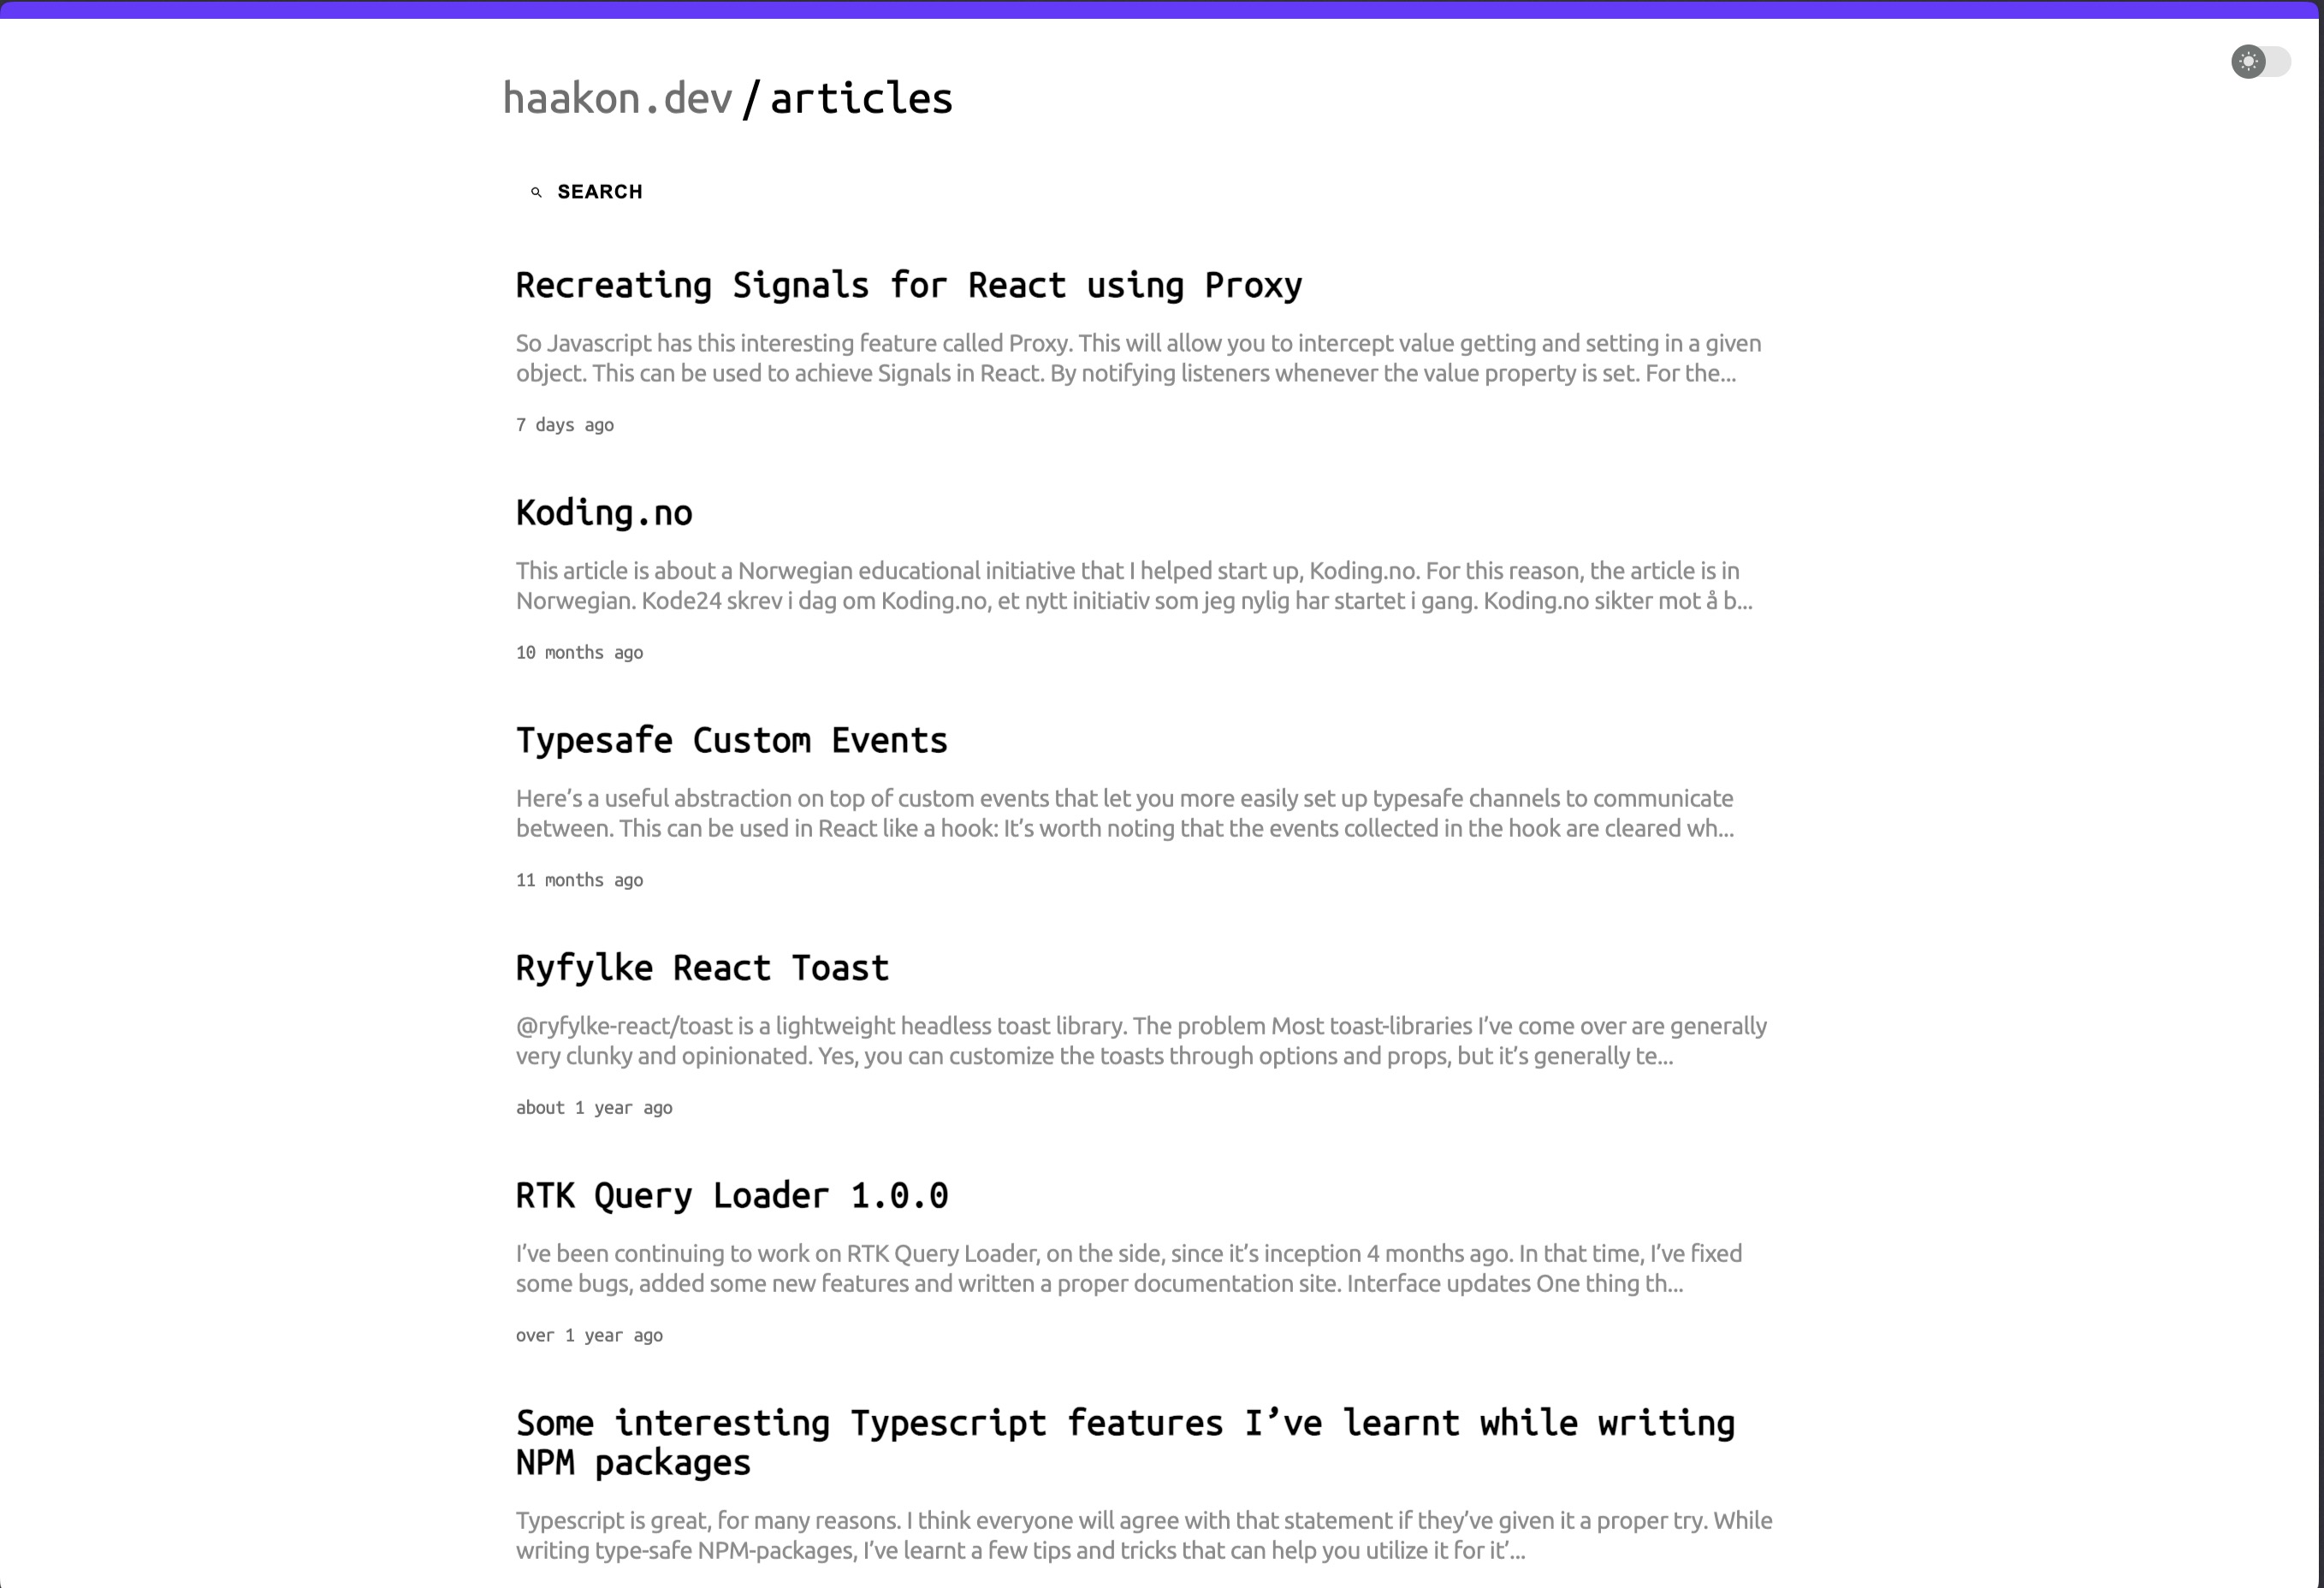 haakon.dev/articles
SEARCH
Recreating Signals for React using Proxy
So Javascript has this interesting feature called Proxy. This will allow you to intercept value getting and setting in a given
object. This can be used to achieve Signals in React. By notifying listeners whenever the value property is set. For the...
7 days ago
Koding.no
This article is about a Norwegian educational initiative that I helped start up, Koding.no. For this reason, the article is in
Norwegian. Kode24 skrev i dag om Koding.no, et nytt initiativ som jeg nylig har startet i gang. Koding.no sikter mot å b...
10 months ago
Typesafe Custom Events
Here’s a useful abstraction on top of custom events that let you more easily set up typesafe channels to communicate
between. This can be used in React like a hook: It’s worth noting that the events collected in the hook are cleared wh...
11 months ago
Ryfylke React Toast
@ryfylke-react/toast is a lightweight headless toast library. The problem Most toast-libraries I’ve come over are generally
very clunky and opinionated. Yes, you can customize the toasts through options and props, but it’s generally te...
about 1 year ago
RTK Query Loader 1.0.0
I’ve been continuing to work on RTK Query Loader, on the side, since it’s inception 4 months ago. In that time, I’ve fixed
some bugs, added some new features and written a proper documentation site. Interface updates One thing th...
over 1 year ago
Some interesting Typescript features I’ve learnt while writing
NPM packages
Typescript is great, for many reasons. I think everyone will agree with that statement if they’ve given it a proper try. While
writing type-safe NPM-packages, I’ve learnt a few tips and tricks that can help you utilize it for it’...